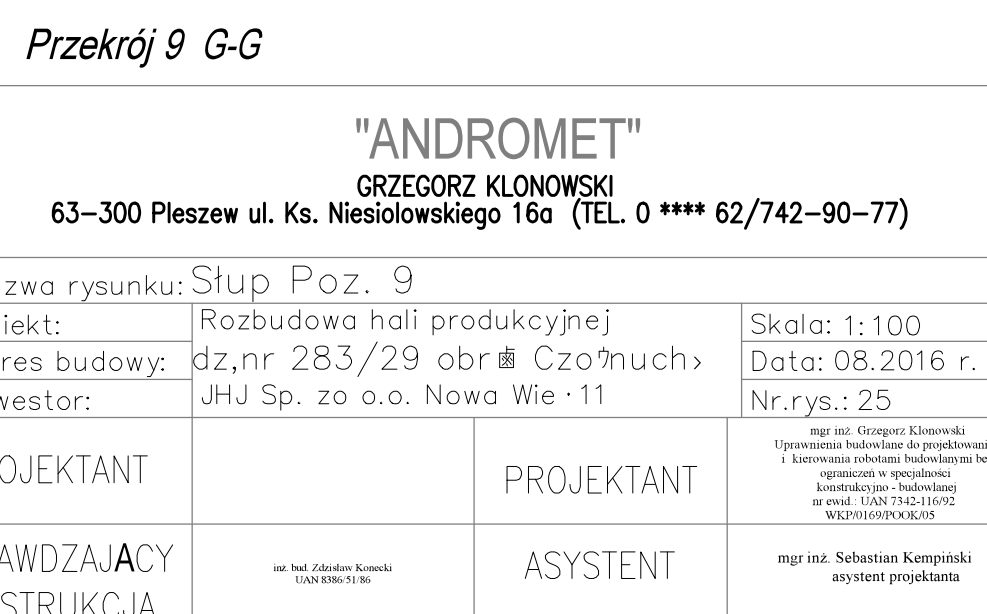 Przekrój 9 G-G
"ANDROMET"
GRZEGORZ KLONOWSKI
63-300 Pleszew ul. Ks. Niesiolowskiego 16a (TEL. 0 **** 62/742-90-77)
zwa rysunku: Słup Poz. 9
iekt: Rozbudowa hali produkcyjnej
Skala: 1:100
res budowy: dz,nr 283/29 obr
Data: 08.2016 r.
westor: JHJ Sp. zo o.o. Nowa Wie · 11
Nr.rys.: 25
OJEKTANT
PROJEKTANT
mgr inż. Grzegorz Klonowski
Uprawnienia budowlane do projektowani
i kierowania robotami budowlanymi be
ograniczeń w specjalności
konstrukcyjno - budowlanej
nr ewid.: UAN 7342-116/92
WKP/0169/POOK/05
AWDZAJACY
STRUKCJA
inż. bud. Zdzislaw Konecki
UAN 8386/51/86
ASYSTENT
mgr inż. Sebastian Kempiński
asystent projektanta